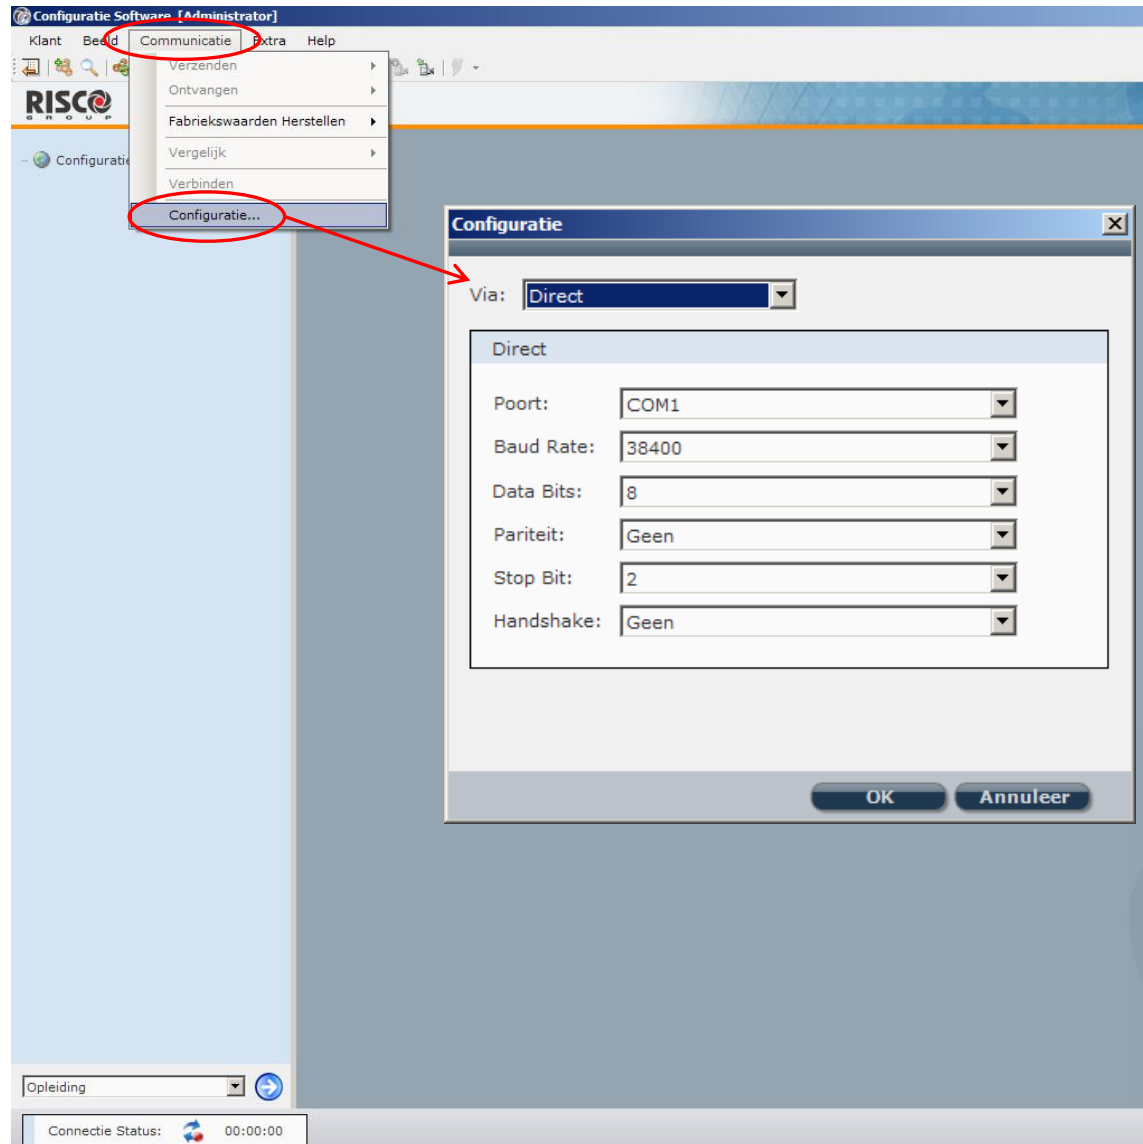 Configuratie Software [Administrator]
Klant Beeld Communicatie Extra Help
Verzenden
Ontvangen
Fabriekswaarden Herstellen
Vergelijk
Verbinden
Configuratie...
RISCO
GROUP
Configuratie
Configuratie
Via: Direct
Direct
Poort: COM1
Baud Rate: 38400
Data Bits: 8
Pariteit: Geen
Stop Bit: 2
Handshake: Geen
OK Annuleer
Opleiding
Connectie Status: 00:00:00